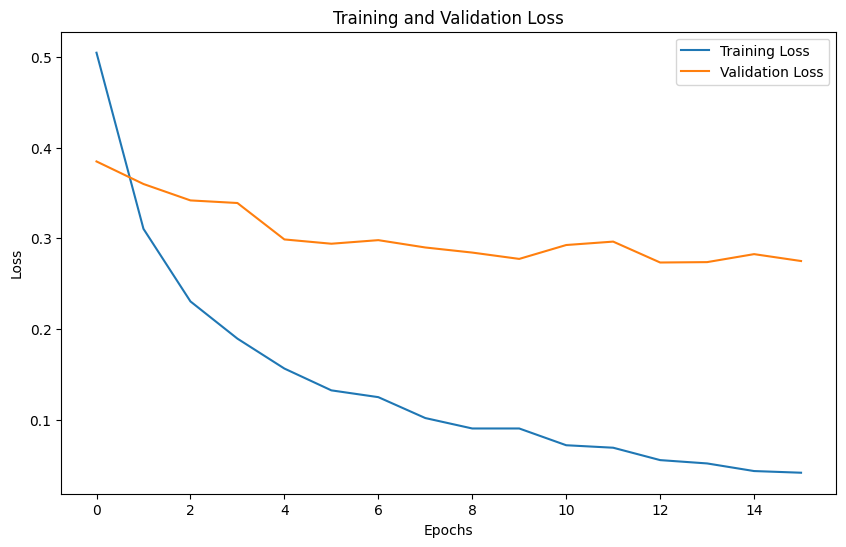 Training and Validation Loss
Training Loss
Validation Loss
Loss
0.5
0.4
0.3
0.2
0.1
0 2 4 6 8 10 12 14
Epochs